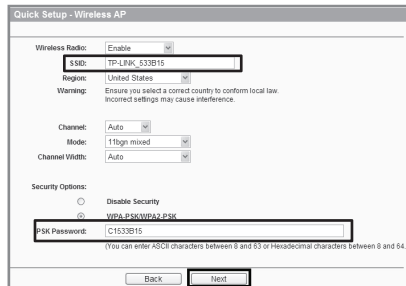 Quick Setup - Wireless AP
Wireless Radio: Enable
SSID: TP-LINK_533B15
Region: United States
Warning: Ensure you select a correct country to conform local law.
Incorrect settings may cause interference.
Channel: Auto
Mode: 11bgn mixed
Channel Width: Auto
Security Options:
Disable Security
WPA-PSK/WPA2-PSK
PSK Password: C1533B15
(You can enter ASCII characters between 8 and 63 or Hexadecimal characters between 8 and 64.
Back Next